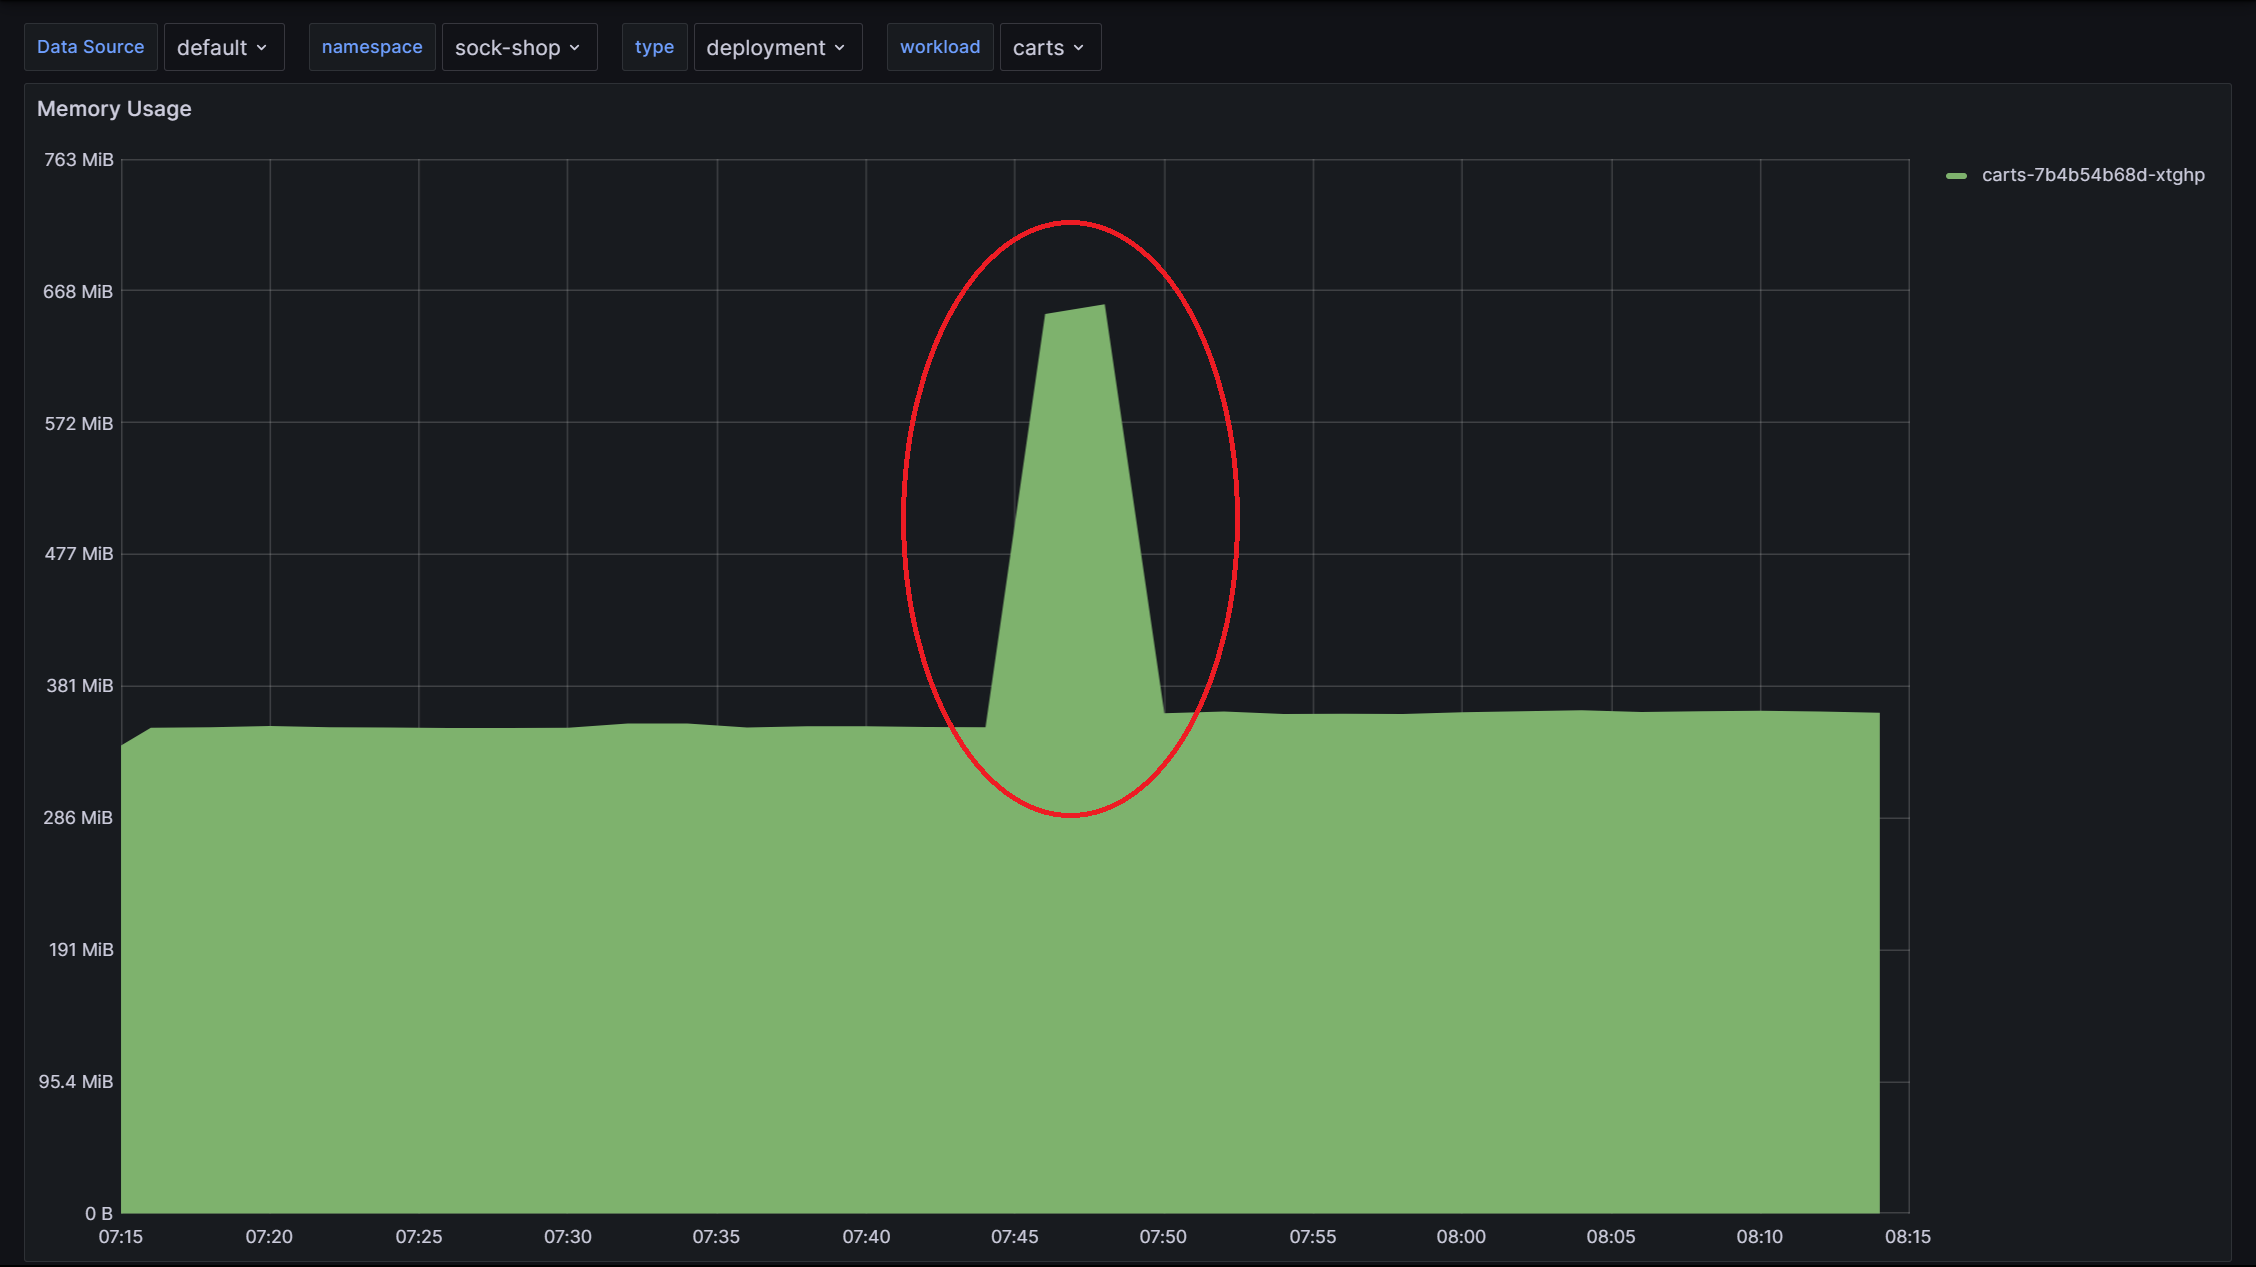 Data Source default namespace sock-shop type deployment workload carts
Memory Usage
763 MiB
668 MiB
572 MiB
477 MiB
381 MiB
286 MiB
191 MiB
95.4 MiB
0 B
07:15 07:20 07:25 07:30 07:35 07:40 07:45 07:50 07:55 08:00 08:05 08:10 08:15
carts-7b4b54b68d-xtghp